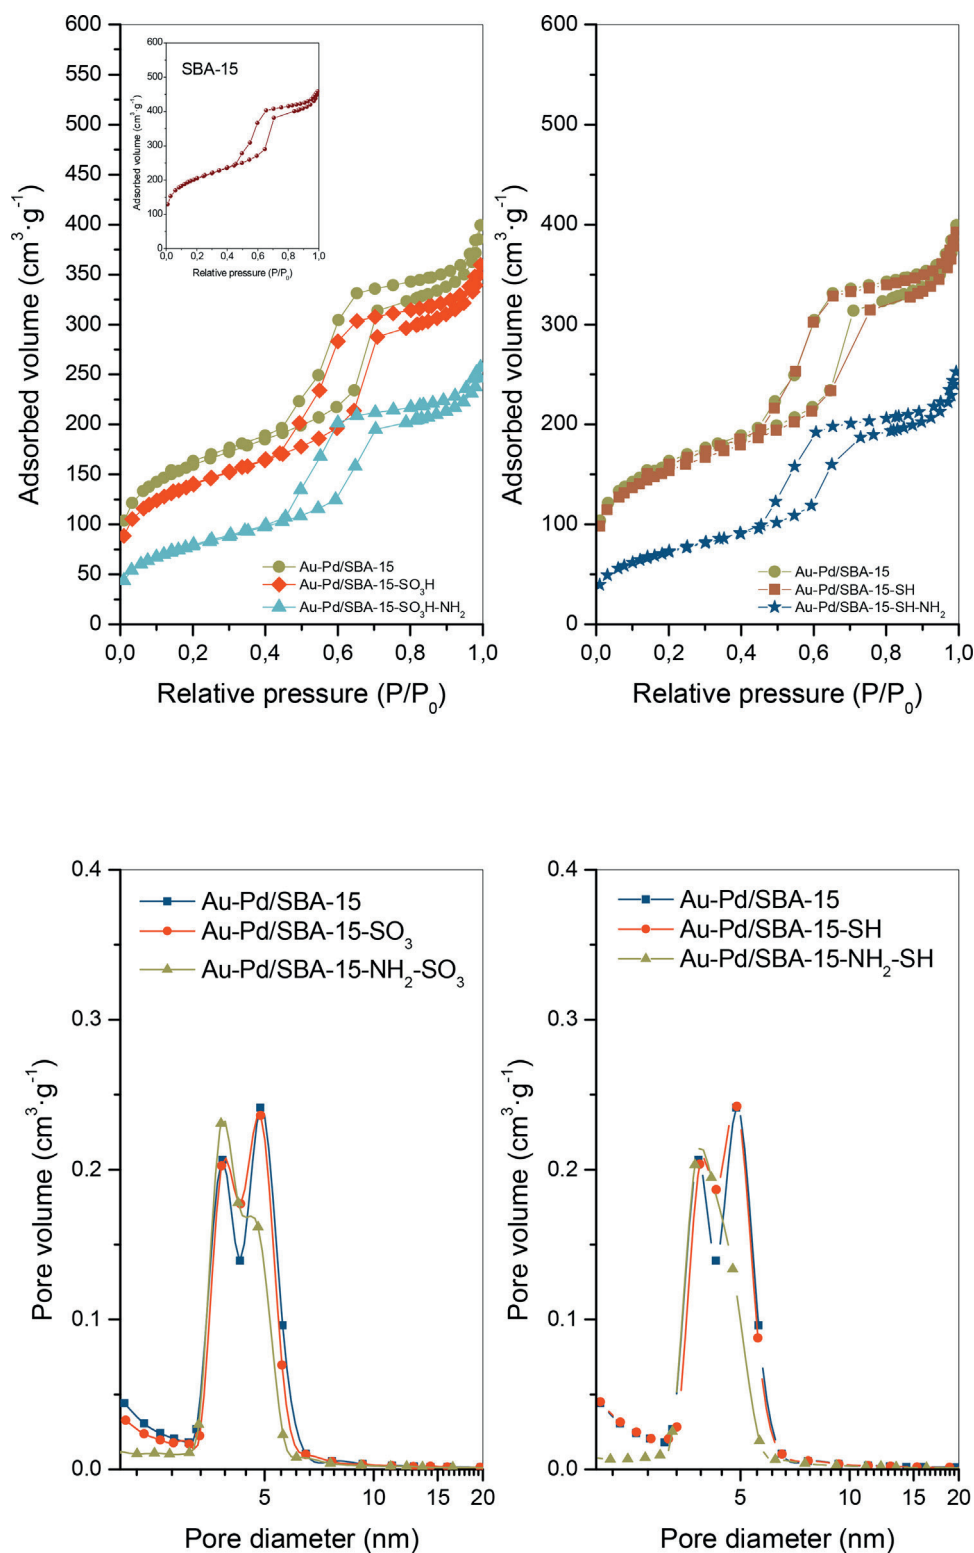 600
550
500
450
400
350
300
250
200
150
100
50
0
Adsorbed volume (cm³·g⁻¹)
0,0 0,2 0,4 0,6 0,8 1,0
Relative pressure (P/P₀)
SBA-15
600
500
400
300
200
100
0
Adsorbed volume (cm³·g⁻¹)
0,0 0,2 0,4 0,6 0,8 1,0
Relative pressure (P/P₀)
Au-Pd/SBA-15
Au-Pd/SBA-15-SO₃H
Au-Pd/SBA-15-SO₃H-NH₂
600
550
500
450
400
350
300
250
200
150
100
50
0
Adsorbed volume (cm³·g⁻¹)
0,0 0,2 0,4 0,6 0,8 1,0
Relative pressure (P/P₀)
Au-Pd/SBA-15
Au-Pd/SBA-15-SH
Au-Pd/SBA-15-SH-NH₂
0.4
0.3
0.2
0.1
0.0
Pore volume (cm³·g⁻¹)
5 10 15 20
Pore diameter (nm)
Au-Pd/SBA-15
Au-Pd/SBA-15-SO₃
Au-Pd/SBA-15-NH₂-SO₃
0.4
0.3
0.2
0.1
0.0
Pore volume (cm³·g⁻¹)
5 10 15 20
Pore diameter (nm)
Au-Pd/SBA-15
Au-Pd/SBA-15-SH
Au-Pd/SBA-15-NH₂-SH